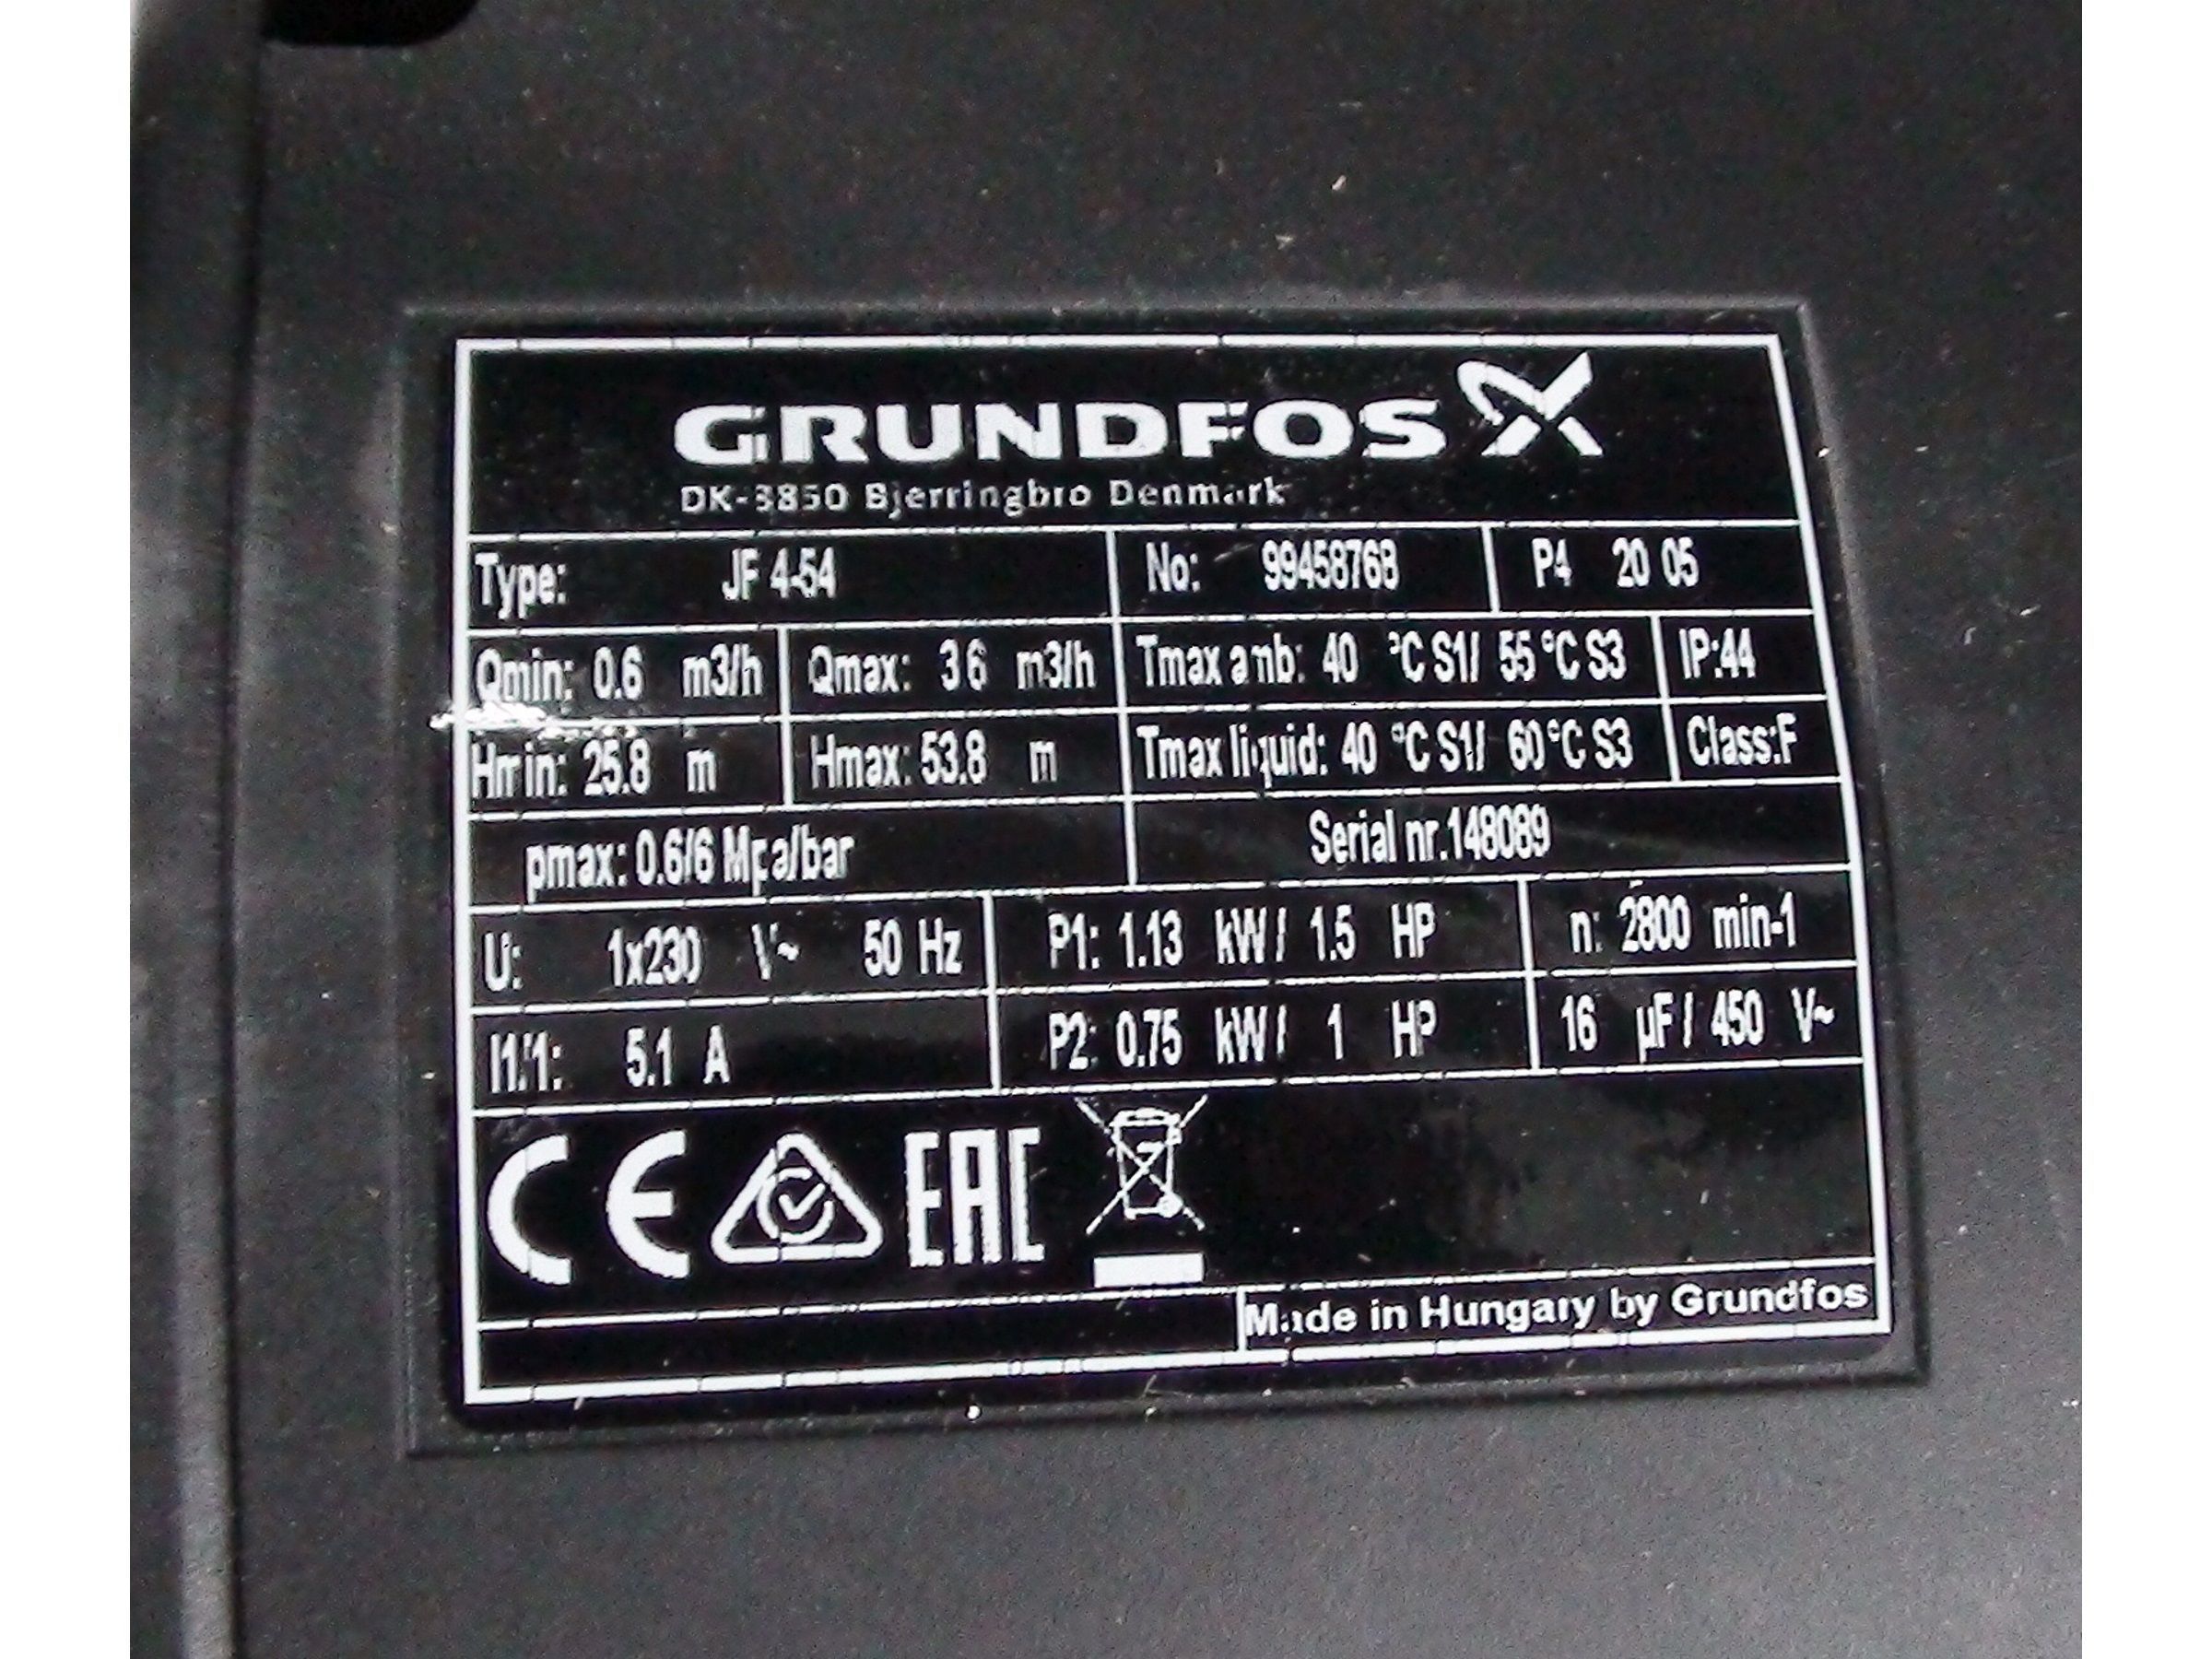 GRUNDFOS
DK-8850 Bjerringbro Denmark
Type: JF 4-54 No: 99458768 P4 20 05
Qmin: 0.6 m3/h Qmax: 3.6 m3/h Tmax amb: 40 °C S1/ 55 °C S3 IP:44
Hmin: 25.8 m Hmax: 53.8 m Tmax liquid: 40 °C S1/ 60 °C S3 Class:F
pmax: 0.6/6 Mpa/bar Serial nr.148089
U: 1x230 V~ 50 Hz P1: 1.13 kW / 1.5 HP n: 2800 min-1
I1/1: 5.1 A P2: 0.75 kW / 1 HP 16 µF / 450 V~
CE EAC
Made in Hungary by Grundfos